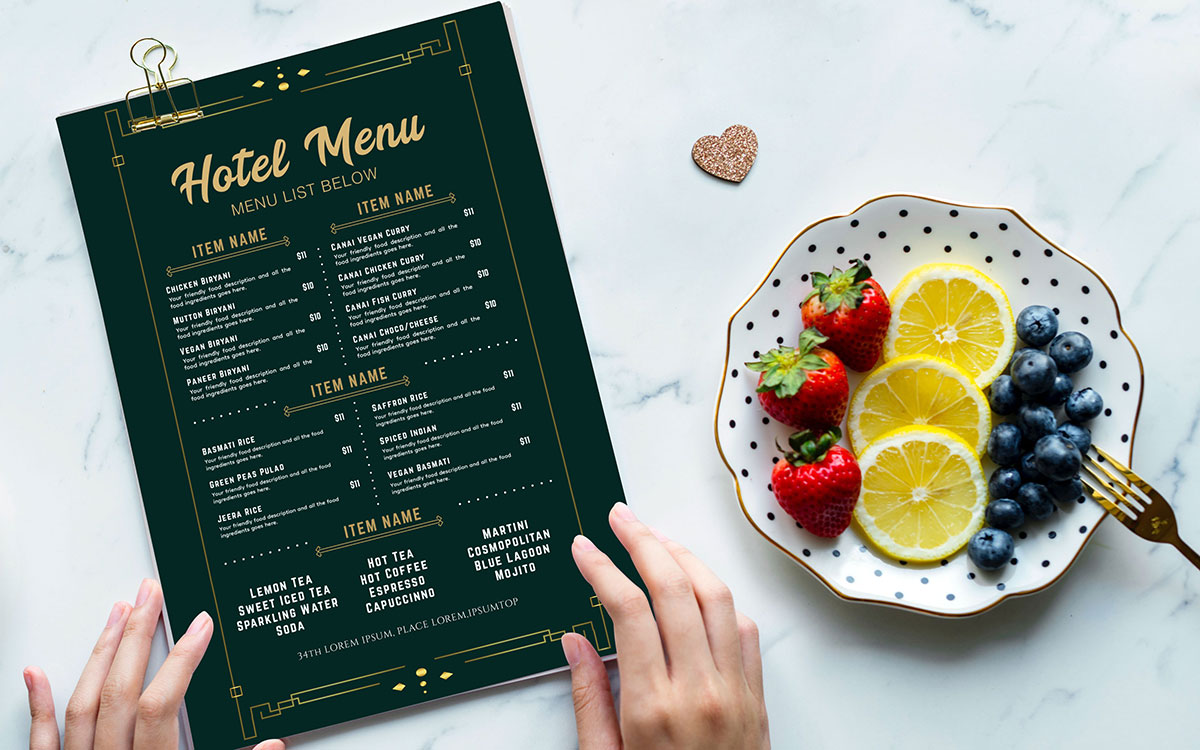 Hotel Menu
MENU LIST BELOW
ITEM NAME
CHICKEN BIRYANI $11
Your friendly food description and all the
food ingredients goes here.
MUTTON BIRYANI $10
Your friendly food description and all the
food ingredients goes here.
VEGAN BIRYANI $10
Your friendly food description and all the
food ingredients goes here.
PANEER BIRYANI $10
Your friendly food description and all the
food ingredients goes here.
ITEM NAME
CANAI VEGAN CURRY $11
Your friendly food description and all the
food ingredients goes here.
CANAI CHICKEN CURRY $10
Your friendly food description and all the
food ingredients goes here.
CANAI FISH CURRY $10
Your friendly food description and all the
food ingredients goes here.
CANAI CHOCO/CHEESE $10
Your friendly food description and all the
food ingredients goes here.
ITEM NAME
BASMATI RICE $11
Your friendly food description and all the food
ingredients goes here.
GREEN PEAS PULAO $11
Your friendly food description and all the food
ingredients goes here.
JEERA RICE $11
Your friendly food description and all the food
ingredients goes here.
SAFFRON RICE $11
Your friendly food description and all the food
ingredients goes here.
SPICED INDIAN $11
Your friendly food description and all the food
ingredients goes here.
VEGAN BASMATI $11
Your friendly food description and all the food
ingredients goes here.
ITEM NAME
LEMON TEA
SWEET ICED TEA
SPARKLING WATER
SODA
HOT TEA
HOT COFFEE
ESPRESSO
CAPUCCINNO
MARTINI
COSMOPOLITAN
BLUE LAGOON
MOJITO
34TH LOREM IPSUM, PLACE LOREM,IPSUMTOP